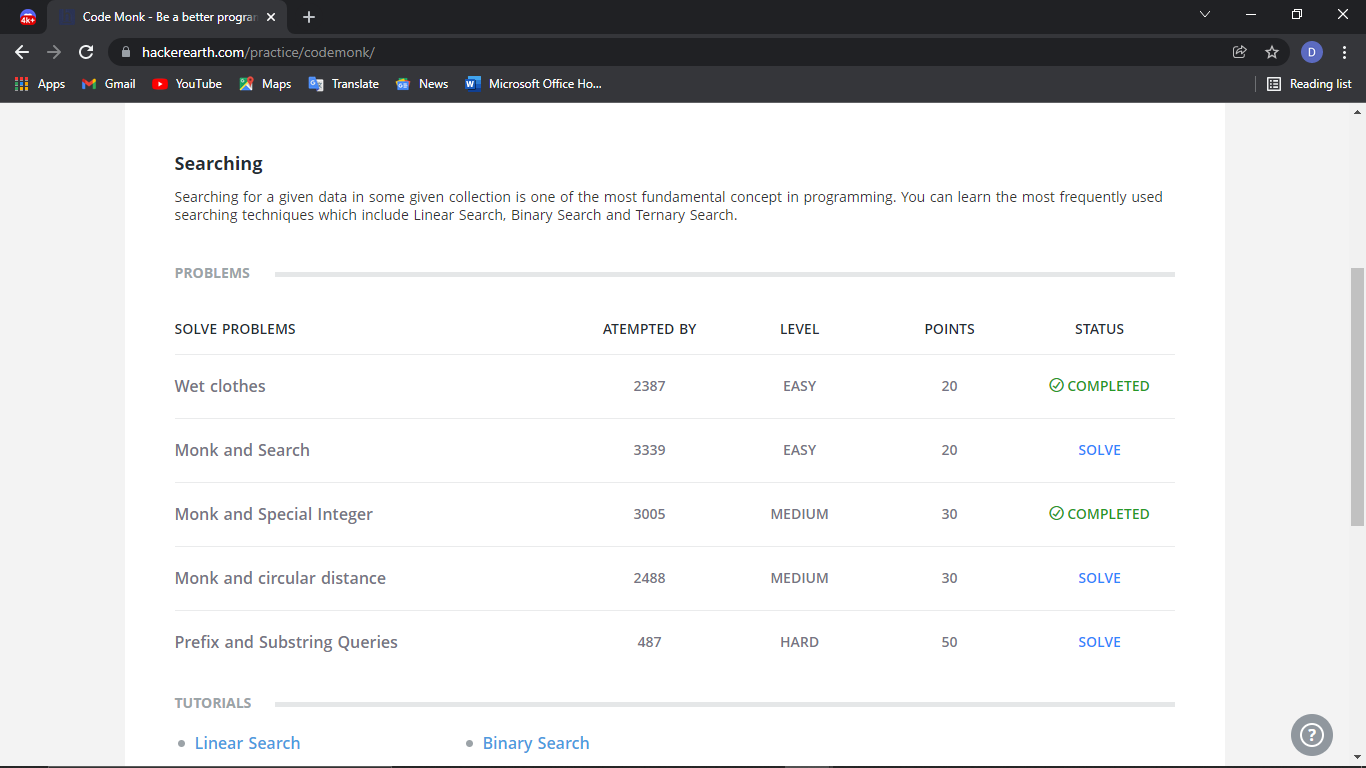 4k+
Code Monk - Be a better progra
hackerearth.com/practice/codemonk/
D
Apps Gmail YouTube Maps Translate News Microsoft Office Ho... Reading list
Searching
Searching for a given data in some given collection is one of the most fundamental concept in programming. You can learn the most frequently used
searching techniques which include Linear Search, Binary Search and Ternary Search.
PROBLEMS
SOLVE PROBLEMS ATEMPTED BY LEVEL POINTS STATUS
Wet clothes 2387 EASY 20 COMPLETED
Monk and Search 3339 EASY 20 SOLVE
Monk and Special Integer 3005 MEDIUM 30 COMPLETED
Monk and circular distance 2488 MEDIUM 30 SOLVE
Prefix and Substring Queries 487 HARD 50 SOLVE
TUTORIALS
Linear Search Binary Search
?